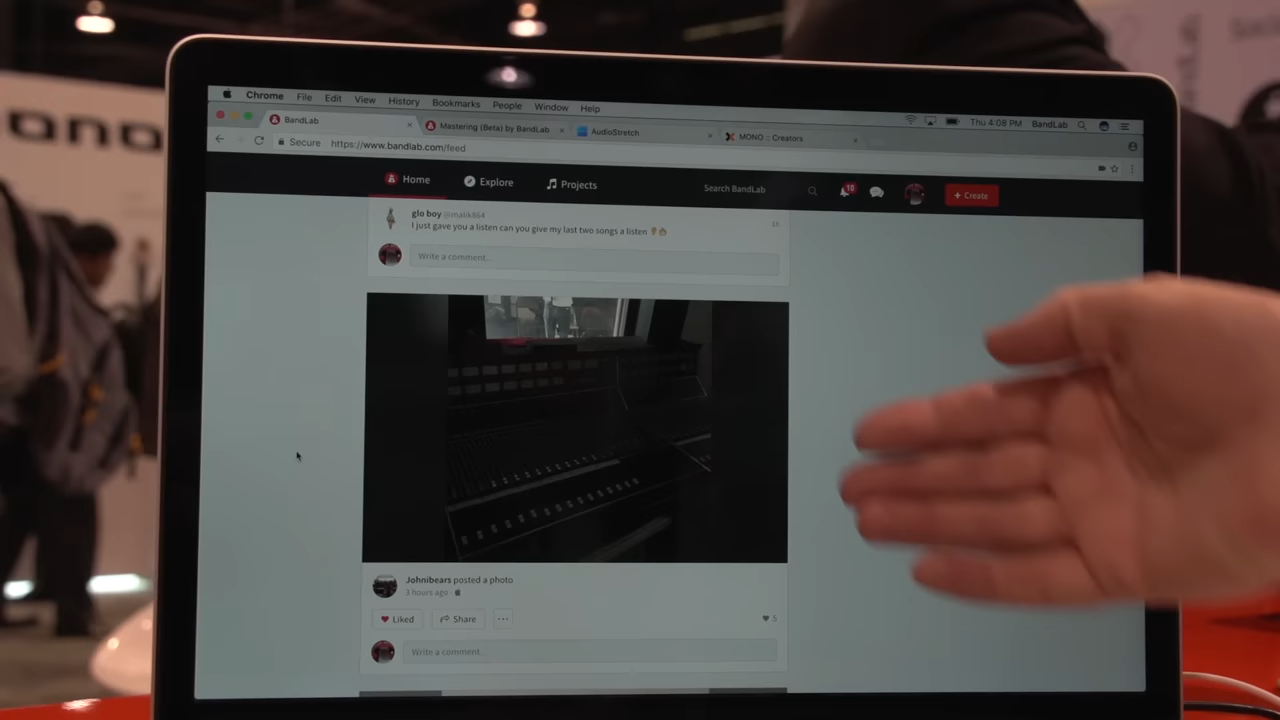 Chrome File Edit View History Bookmarks People Window Help
Thu 4:08 PM BandLab
BandLab
Mastering (Beta) by BandLab
AudioStretch
MONO :: Creators
Secure https://www.bandlab.com/feed
Home Explore Projects Search BandLab 10 + Create
glo boy @malik864
I just gave you a listen can you give my last two songs a listen
1h
Write a comment...
Johnibears posted a photo
3 hours ago
Liked Share ... 5
Write a comment...